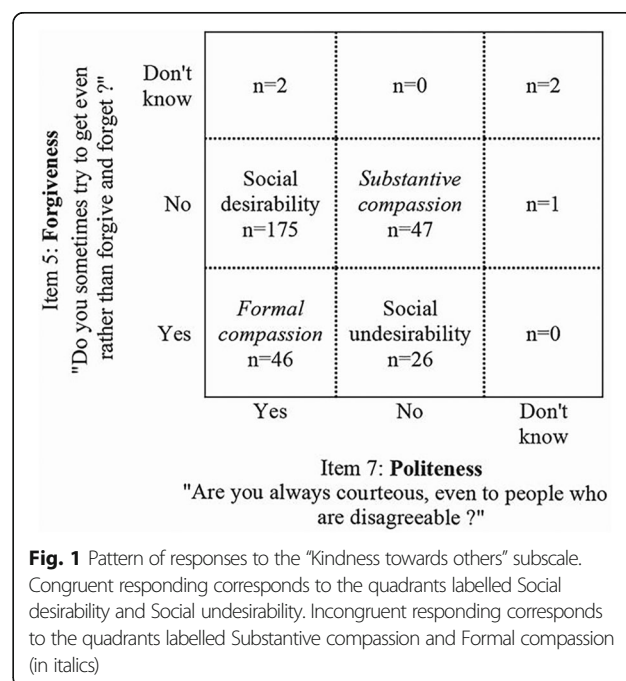 Item 5: Forgiveness
"Do you sometimes try to get even
rather than forgive and forget ?"
Don't
know
n=2
n=0
n=2
No
Social
desirability
n=175
Substantive
compassion
n=47
n=1
Yes
Formal
compassion
n=46
Social
undesirability
n=26
n=0
Yes
No
Don't
know
Item 7: Politeness
"Are you always courteous, even to people who
are disagreeable ?"
Fig. 1 Pattern of responses to the “Kindness towards others” subscale.
Congruent responding corresponds to the quadrants labelled Social
desirability and Social undesirability. Incongruent responding corresponds
to the quadrants labelled Substantive compassion and Formal compassion
(in italics)